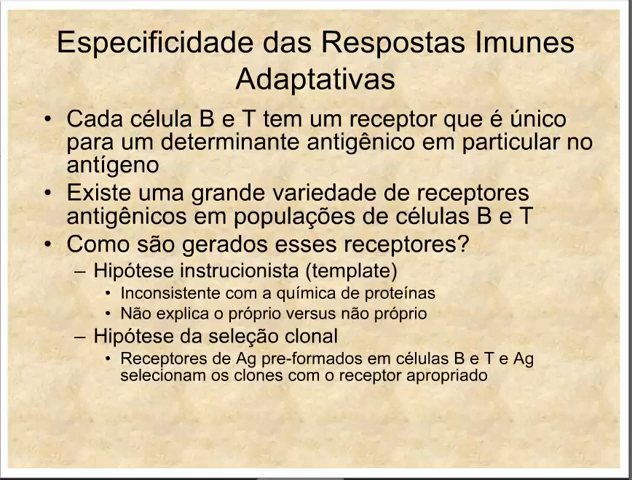 Especificidade das Respostas Imunes
Adaptativas
• Cada célula B e T tem um receptor que é único
para um determinante antigênico em particular no
antígeno
• Existe uma grande variedade de receptores
antigênicos em populações de células B e T
• Como são gerados esses receptores?
– Hipótese instrucionista (template)
• Inconsistente com a química de proteínas
• Não explica o próprio versus não próprio
– Hipótese da seleção clonal
• Receptores de Ag pre-formados em células B e T e Ag
selecionam os clones com o receptor apropriado